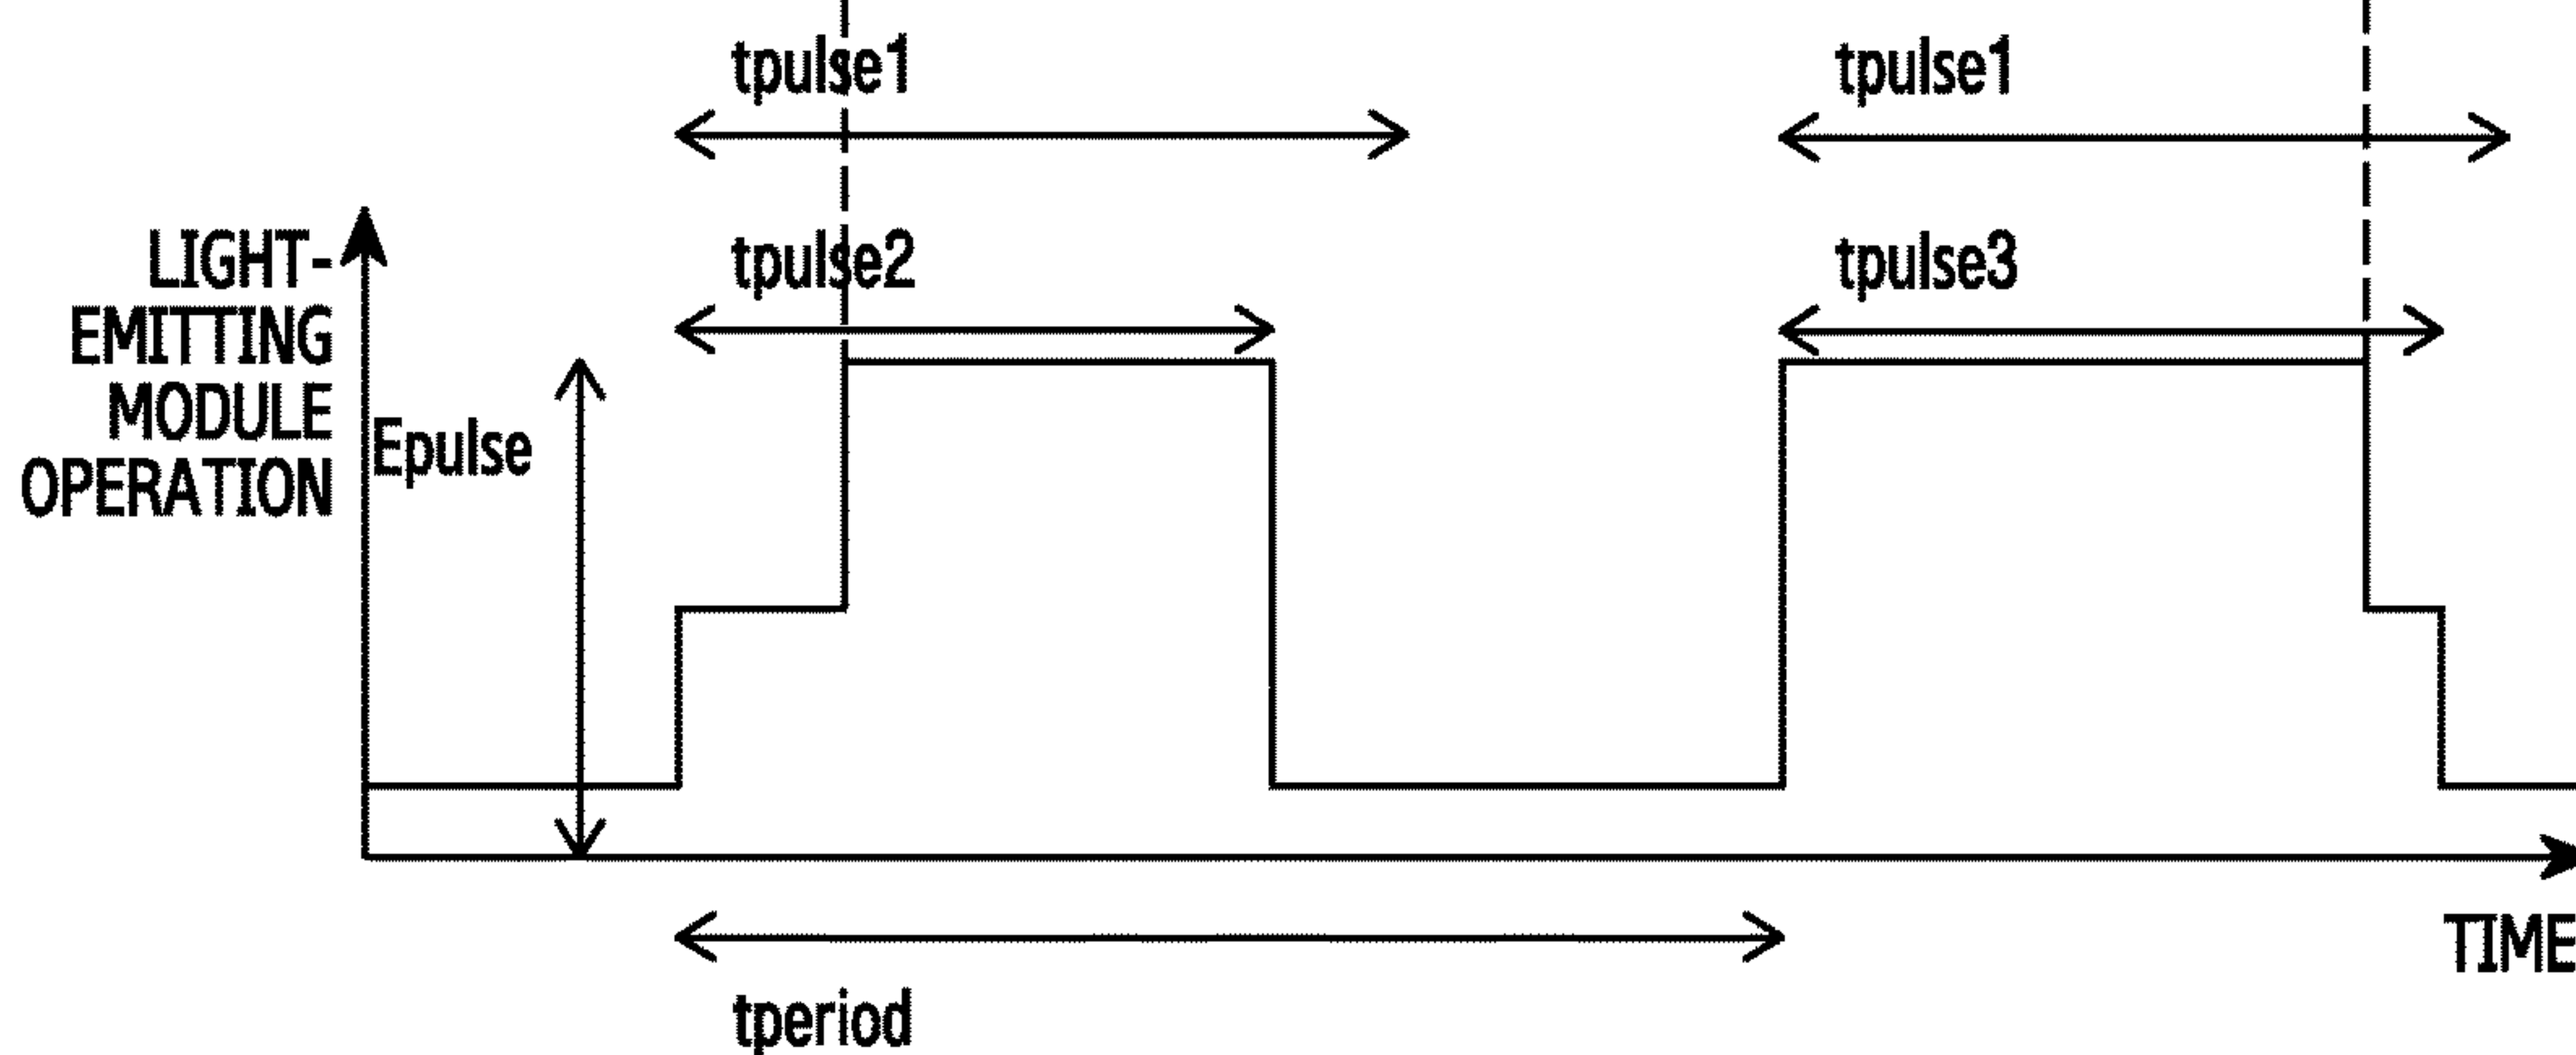 tpulse1
tpulse1
tpulse2
tpulse3
LIGHT-
EMITTING
MODULE
OPERATION
Epulse
TIME
tperiod